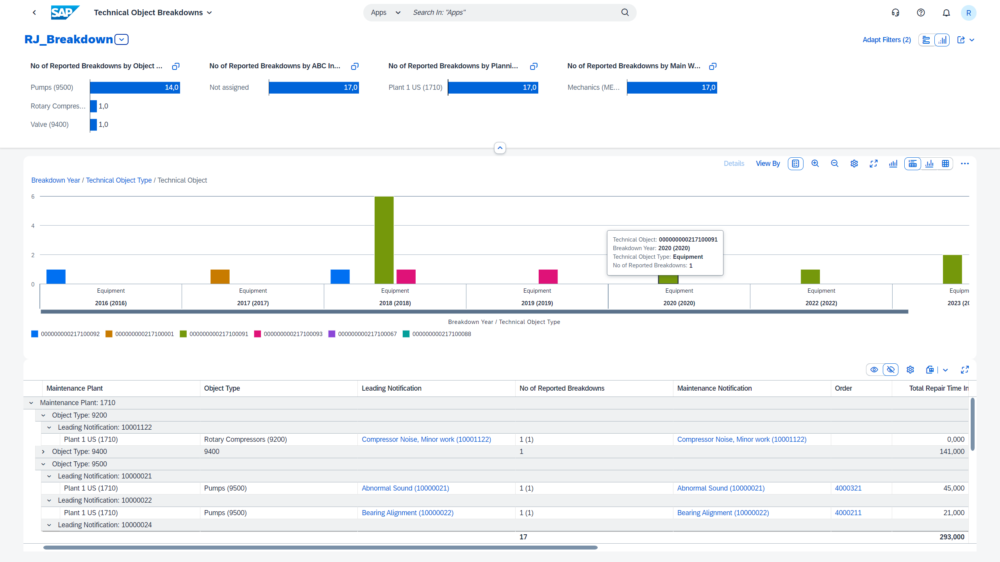 SAP Technical Object Breakdowns Apps Search In: "Apps" R
RJ_Breakdown Adapt Filters (2)
No of Reported Breakdowns by Object ...
Pumps (9500) 14,0
Rotary Compres... 1,0
Valve (9400) 1,0
No of Reported Breakdowns by ABC In...
Not assigned 17,0
No of Reported Breakdowns by Planni...
Plant 1 US (1710) 17,0
No of Reported Breakdowns by Main W...
Mechanics (ME... 17,0
Details View By
Breakdown Year / Technical Object Type / Technical Object
6
4
2
0
Technical Object: 000000000217100091
Breakdown Year: 2020 (2020)
Technical Object Type: Equipment
No of Reported Breakdowns: 1
Equipment Equipment Equipment Equipment Equipment Equipment Equipm
2016 (2016) 2017 (2017) 2018 (2018) 2019 (2019) 2020 (2020) 2022 (2022) 2023 (20
Breakdown Year / Technical Object Type
000000000217100092 000000000217100001 000000000217100091 000000000217100093 000000000217100067 000000000217100088
Maintenance Plant Object Type Leading Notification No of Reported Breakdowns Maintenance Notification Order Total Repair Time In
Maintenance Plant: 1710
Object Type: 9200
Leading Notification: 10001122
Plant 1 US (1710) Rotary Compressors (9200) Compressor Noise, Minor work (10001122) 1 (1) Compressor Noise, Minor work (10001122) 0,000
Object Type: 9400 9400 1 141,000
Object Type: 9500
Leading Notification: 10000021
Plant 1 US (1710) Pumps (9500) Abnormal Sound (10000021) 1 (1) Abnormal Sound (10000021) 4000321 45,000
Leading Notification: 10000022
Plant 1 US (1710) Pumps (9500) Bearing Alignment (10000022) 1 (1) Bearing Alignment (10000022) 4000211 21,000
Leading Notification: 10000024
17 293,000